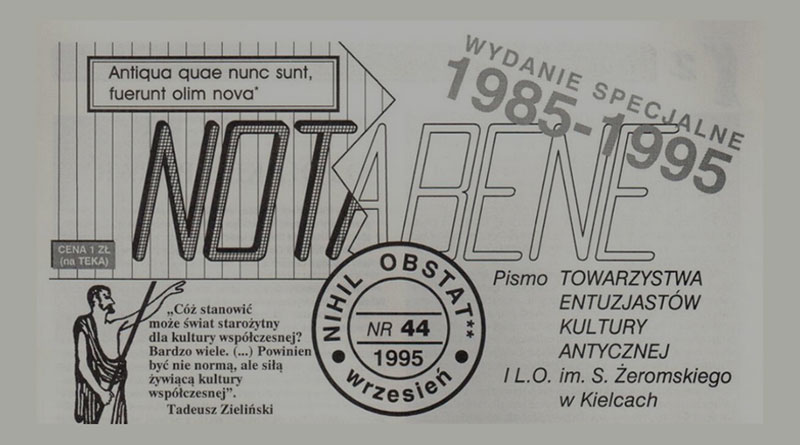 Antiqua quae nunc sunt,
fuerunt olim nova*
WYDANIE SPECJALNE
1985-1995
NOTABENE
CENA 1 ZŁ
(na TEKA)
„Cóż stanowić
może świat starożytny
dla kultury współczesnej?
Bardzo wiele. (...) Powinien
być nie normą, ale siłą
żywiącą kultury
współczesnej”.
Tadeusz Zieliński
NIHIL OBSTAT**
NR 44
1995
wrzesień
Pismo TOWARZYSTWA
ENTUZJASTÓW
KULTURY
ANTYCZNEJ
I L.O. im. S. Żeromskiego
w Kielcach